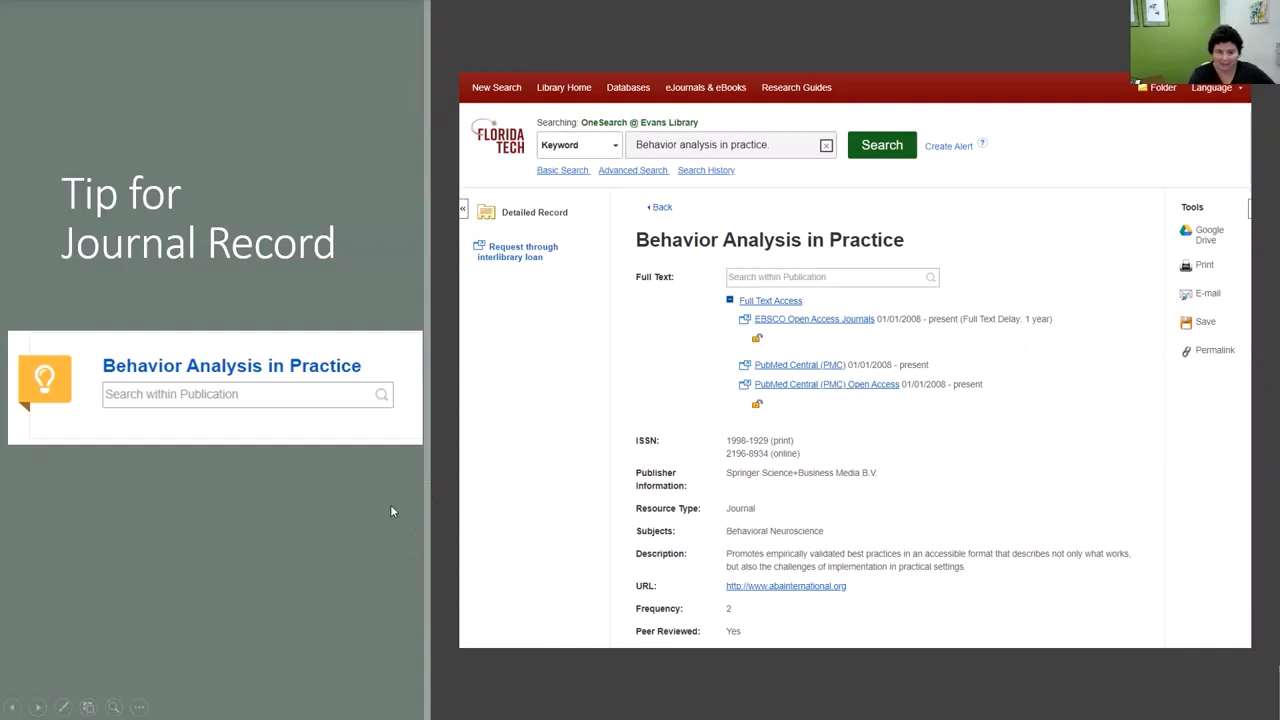 Tip for
Journal Record
Behavior Analysis in Practice
Search within Publication
New Search Library Home Databases eJournals & eBooks Research Guides Folder Language
Searching: OneSearch @ Evans Library
FLORIDA
TECH
Keyword Behavior analysis in practice. Search Create Alert ?
Basic Search Advanced Search Search History
« Detailed Record
Request through
interlibrary loan
Back
Behavior Analysis in Practice
Full Text: Search within Publication
Full Text Access
EBSCO Open Access Journals 01/01/2008 - present (Full Text Delay: 1 year)
PubMed Central (PMC) 01/01/2008 - present
PubMed Central (PMC) Open Access 01/01/2008 - present
ISSN: 1998-1929 (print)
2196-8934 (online)
Publisher Springer Science+Business Media B.V.
Information:
Resource Type: Journal
Subjects: Behavioral Neuroscience
Description: Promotes empirically validated best practices in an accessible format that describes not only what works,
but also the challenges of implementation in practical settings.
URL: http://www.abainternational.org
Frequency: 2
Peer Reviewed: Yes
Tools
Google
Drive
Print
E-mail
Save
Permalink